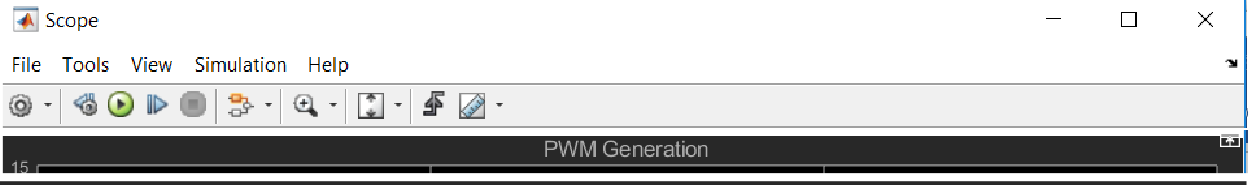 Scope
File Tools View Simulation Help
PWM Generation
15